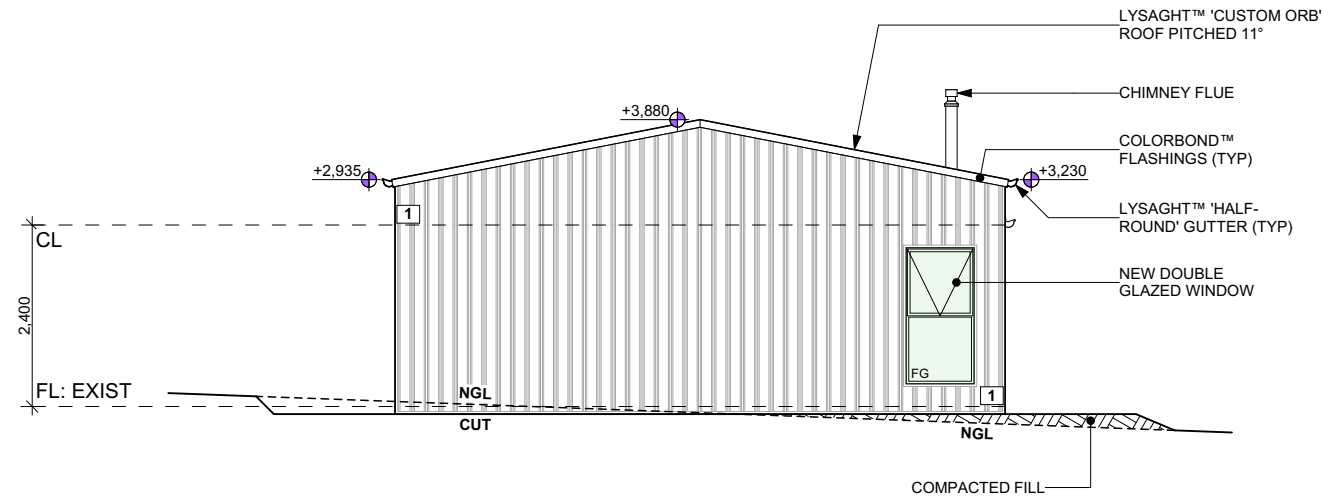 LYSAGHT™ 'CUSTOM ORB'
ROOF PITCHED 11°
CHIMNEY FLUE
+3,880
COLORBOND™
FLASHINGS (TYP)
+2,935
+3,230
1
LYSAGHT™ 'HALF-
ROUND' GUTTER (TYP)
CL
NEW DOUBLE
GLAZED WINDOW
2,400
FG
FL: EXIST
NGL
1
CUT
NGL
COMPACTED FILL